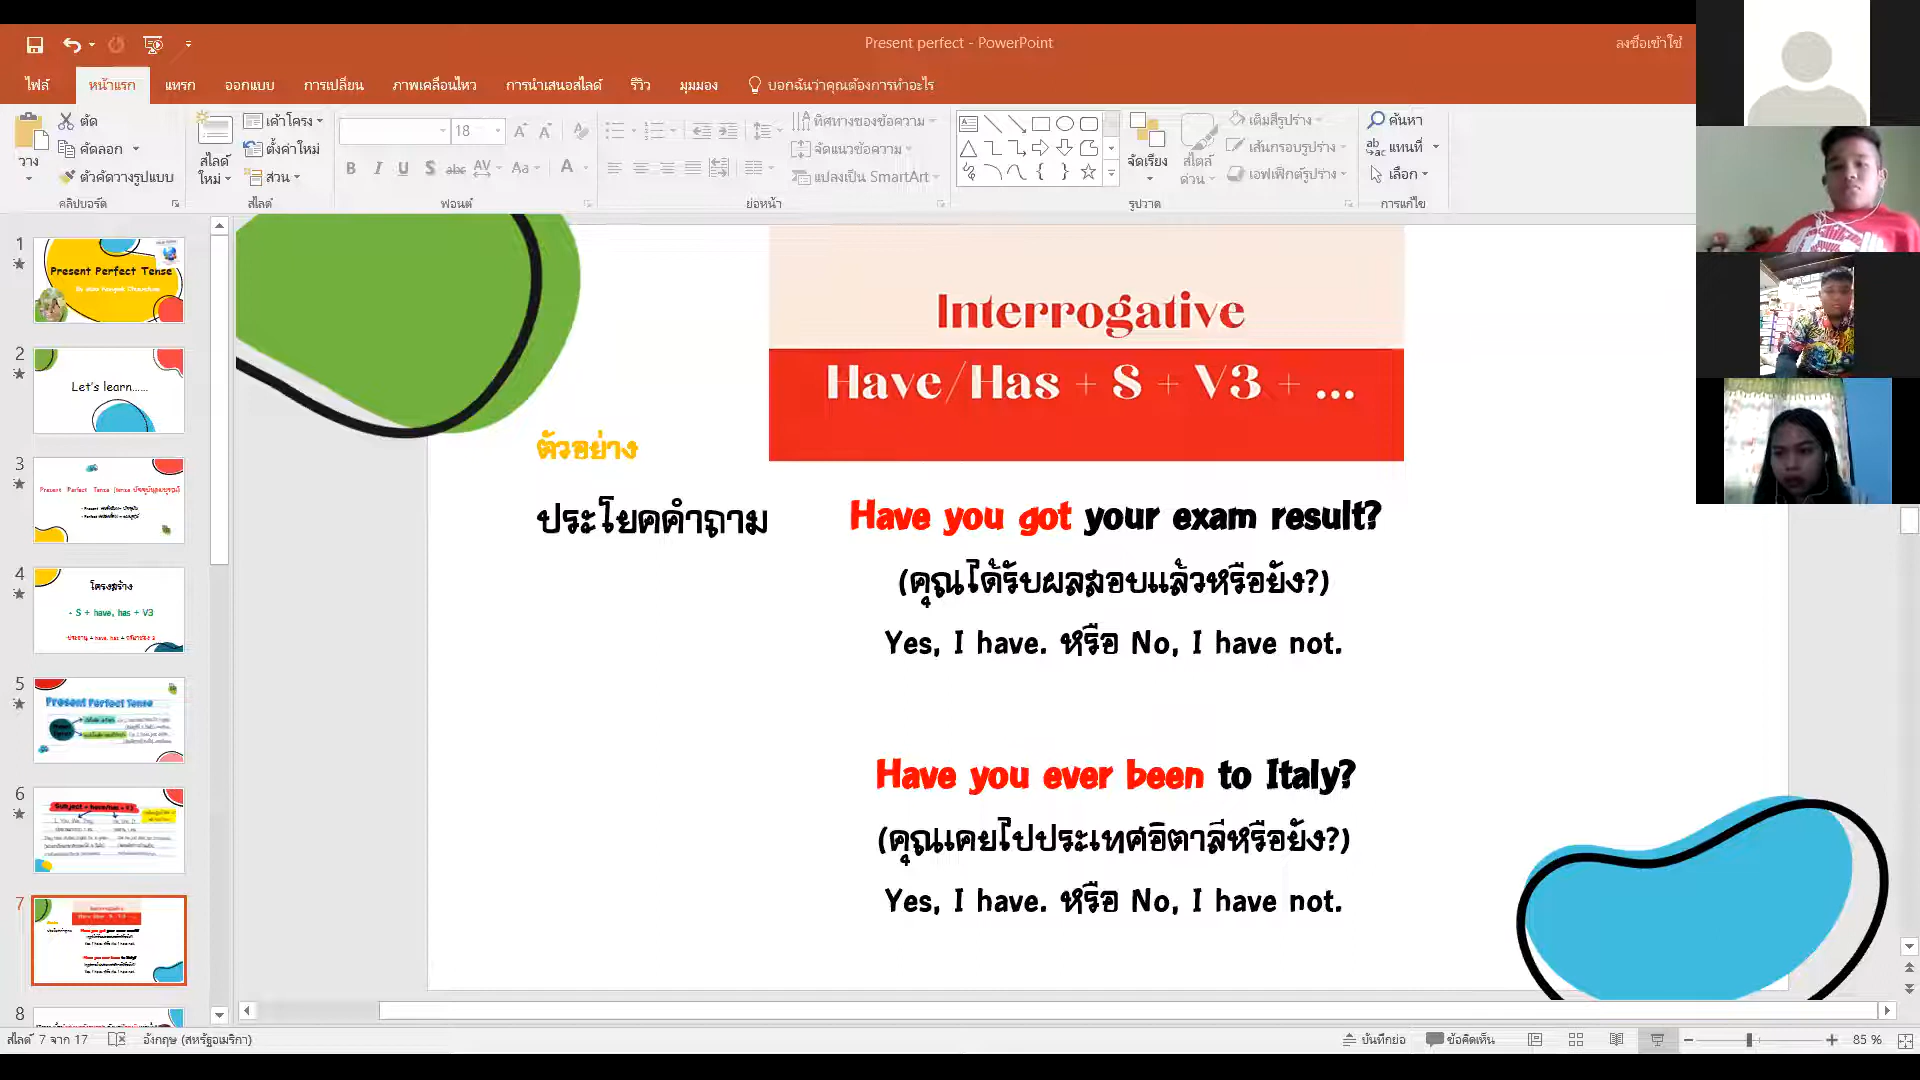 Present perfect - PowerPoint
ลงชื่อเข้าใช้
ไฟล์
หน้าแรก
แทรก
ออกแบบ
การเปลี่ยน
ภาพเคลื่อนไหว
การนำเสนอสไลด์
รีวิว
มุมมอง
บอกฉันว่าคุณต้องการทำอะไร
วาง
ตัด
คัดลอก
ตัวคัดวางรูปแบบ
คลิปบอร์ด
สไลด์
ใหม่
เค้าโครง
ตั้งค่าใหม่
ส่วน
สไลด์
18
B I U S abc AV Aa A
ฟอนต์
ทิศทางของข้อความ
จัดแนวข้อความ
แปลงเป็น SmartArt
ย่อหน้า
จัดเรียง
สไตล์
ด่วน
เติมสีรูปร่าง
เส้นกรอบรูปร่าง
เอฟเฟ็กต์รูปร่าง
รูปวาด
ค้นหา
แทนที่
เลือก
การแก้ไข
1
Present Perfect Tense
2
Let's learn......
3
Present Perfect Tense
4
โครงสร้าง
- S + have, has + V3
5
Present Perfect Tense
6
Subject + have/has + V3
7
8
Interrogative
Have/Has + S + V3 + ...
ตัวอย่าง
ประโยคคำถาม
Have you got your exam result?
(คุณได้รับผลสอบแล้วหรือยัง?)
Yes, I have. หรือ No, I have not.
Have you ever been to Italy?
(คุณเคยไปประเทศอิตาลีหรือยัง?)
Yes, I have. หรือ No, I have not.
สไลด์ 7 จาก 17
อังกฤษ (สหรัฐอเมริกา)
บันทึกย่อ
ข้อคิดเห็น
85 %